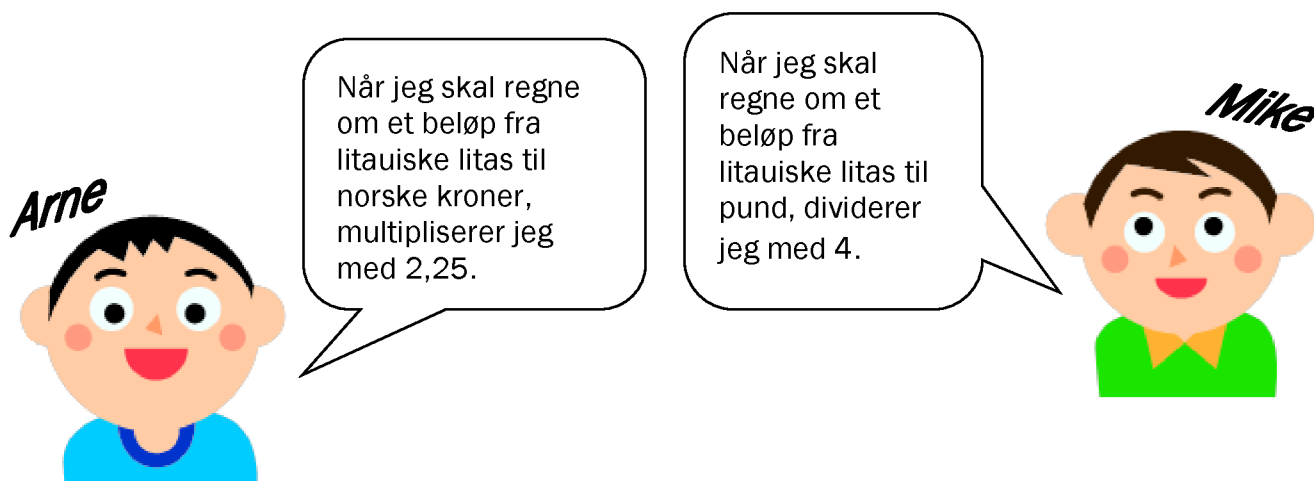 Arne
Når jeg skal regne
om et beløp fra
litauiske litas til
norske kroner,
multipliserer jeg
med 2,25.
Når jeg skal
regne om et
beløp fra
litauiske litas til
pund, dividerer
jeg med 4.
Mike